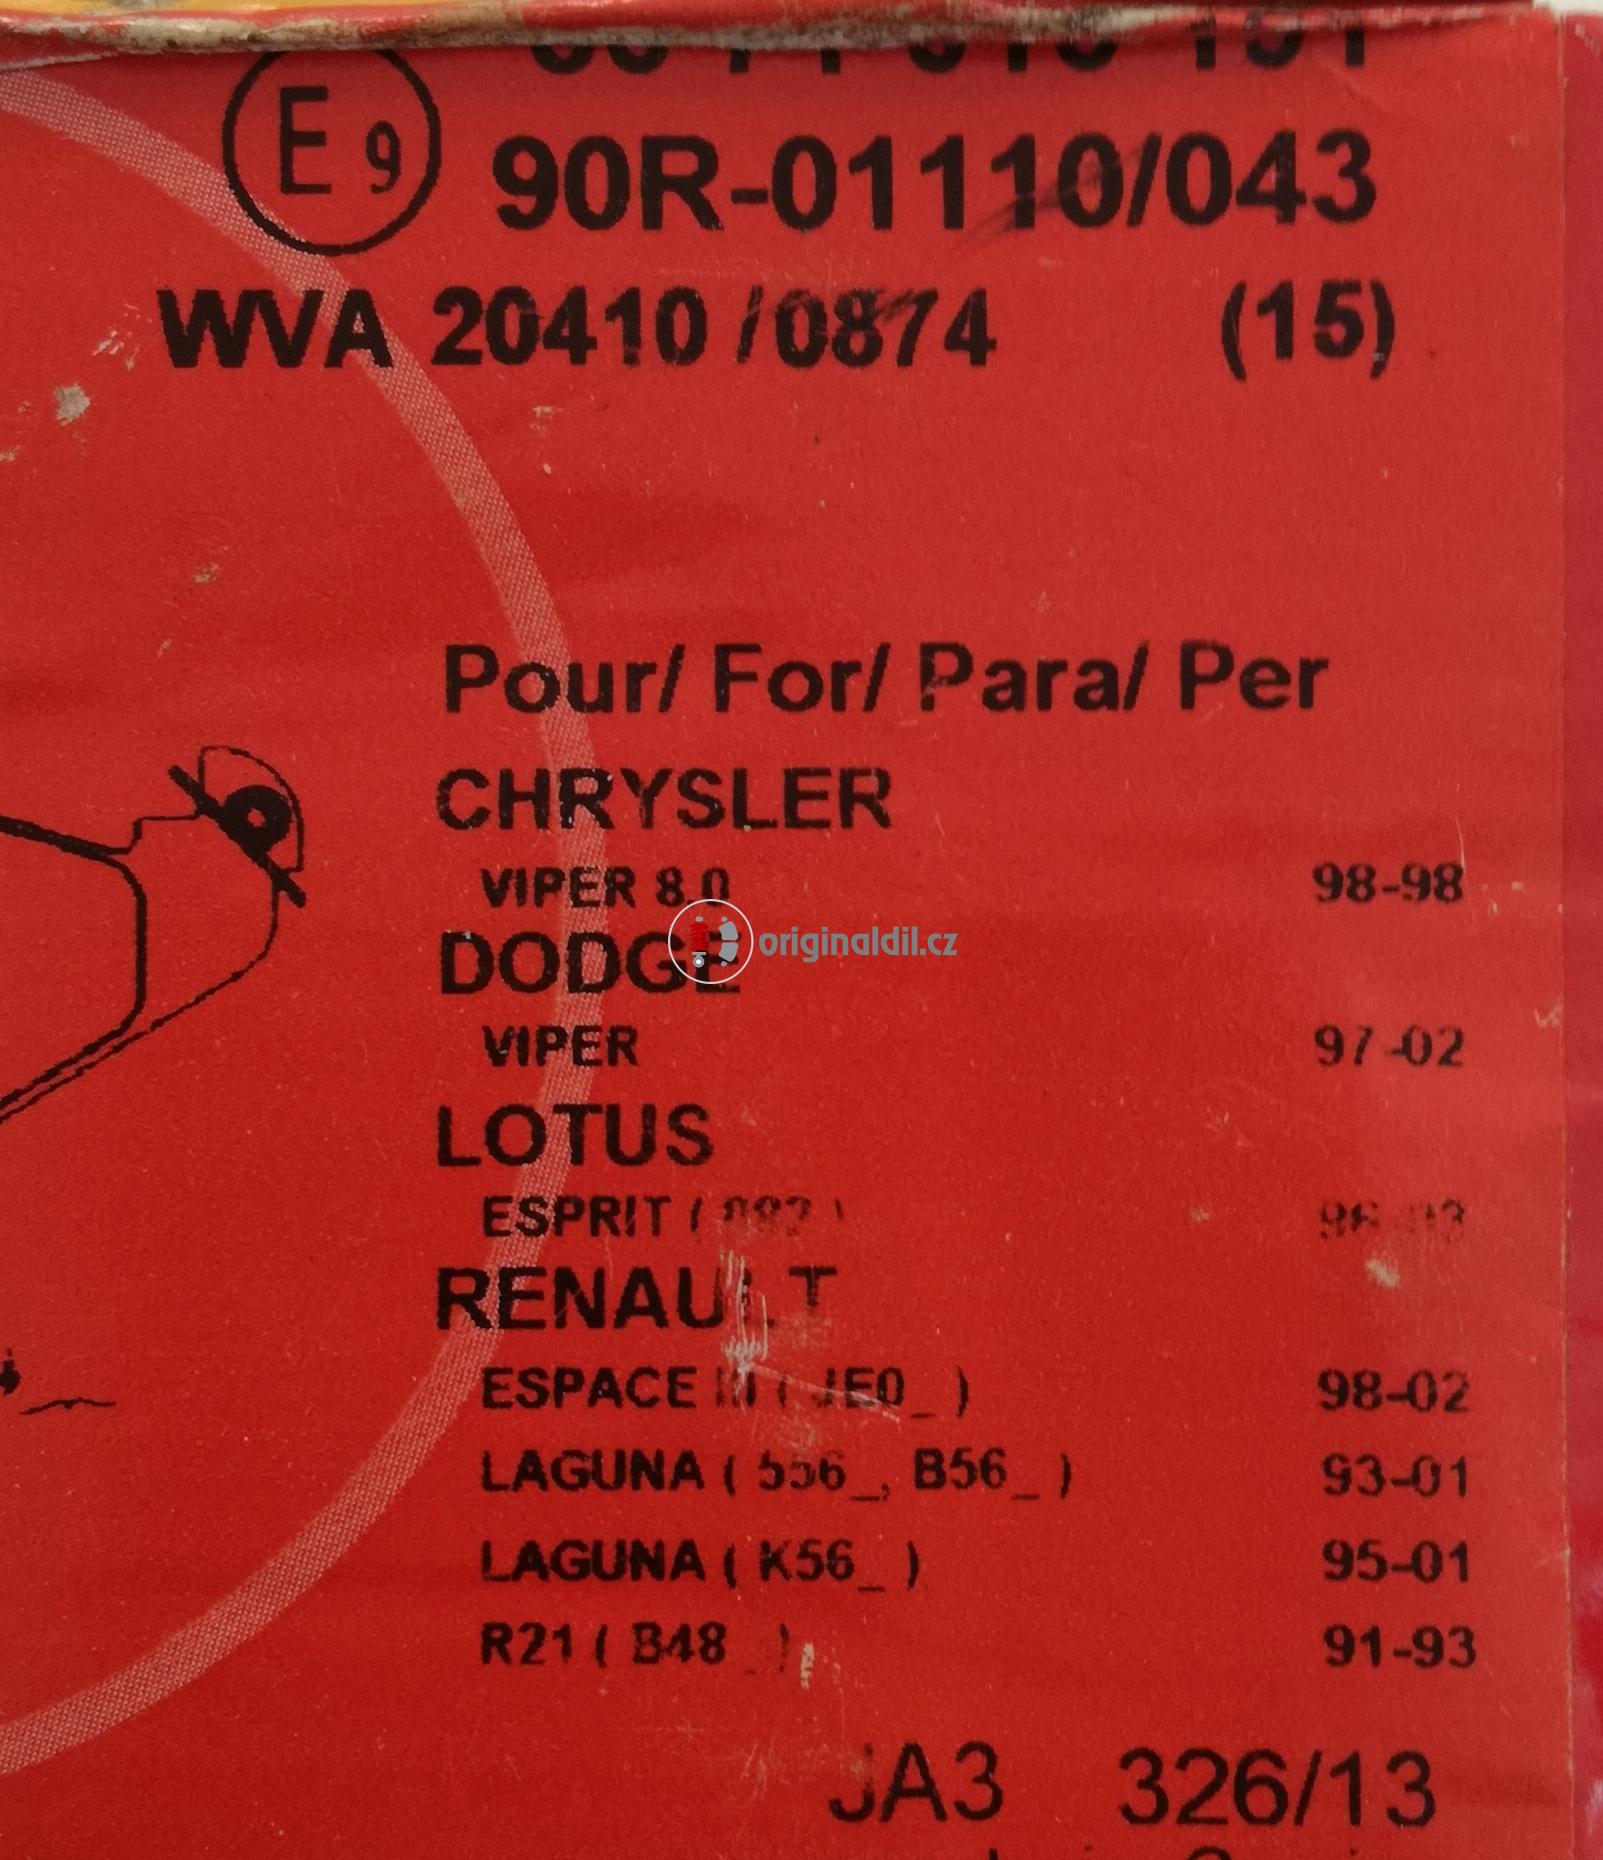 E9
90R-01110/043
WVA 20410 /0874 (15)
Pour/ For/ Para/ Per
CHRYSLER
VIPER 8.0 98-98
originaldil.cz
DODGE
VIPER 97-02
LOTUS
ESPRIT
RENAULT
ESPACE III ( JE0_ ) 98-02
LAGUNA ( 556_, B56_ ) 93-01
LAGUNA ( K56_ ) 95-01
R21 ( B48 _ ) 91-93
JA3 326/13